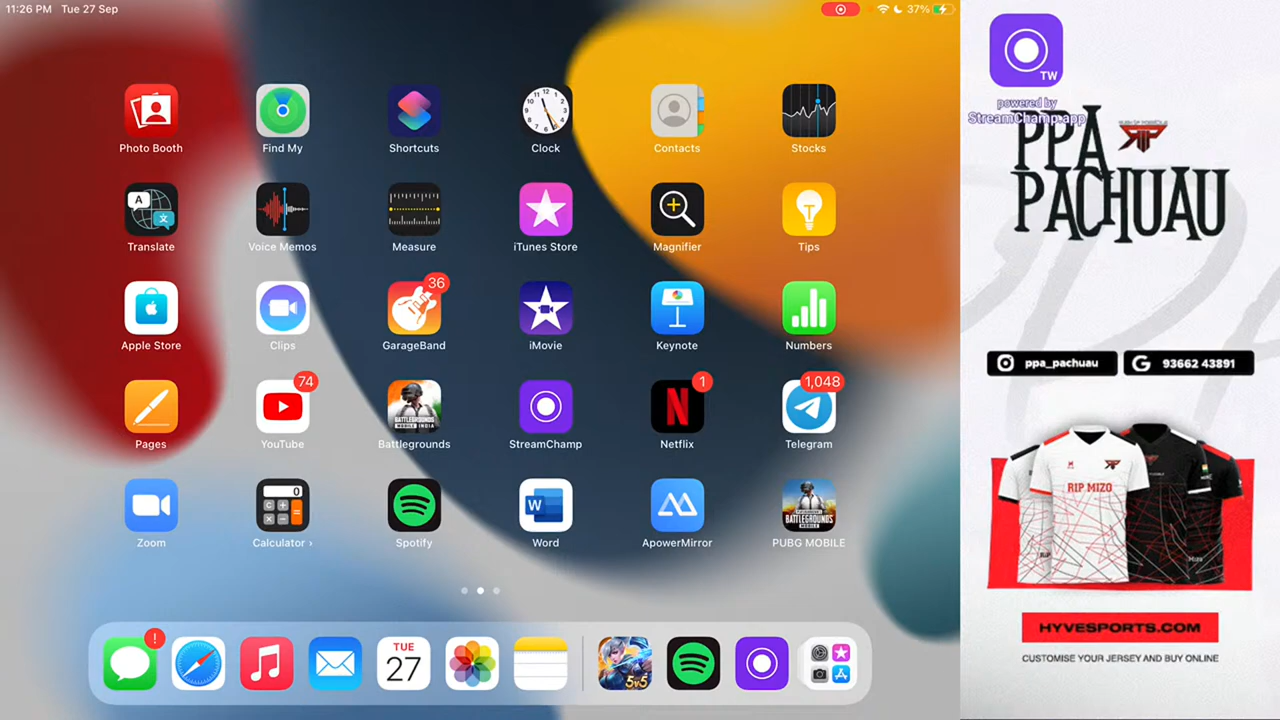 11:26 PM Tue 27 Sep
37%
Photo Booth
Find My
Shortcuts
Clock
Contacts
Stocks
Translate
Voice Memos
Measure
iTunes Store
Magnifier
Tips
36
Apple Store
Clips
GarageBand
iMovie
Keynote
Numbers
74
1
1,048
Pages
YouTube
Battlegrounds
StreamChamp
Netflix
Telegram
Zoom
Calculator
Spotify
Word
ApowerMirror
PUBG MOBILE
!
TUE
27
5v5
TW
powered by
StreamChamp.app
PPA
PACHUAU
RIP
ppa_pachuau
G 93662 43891
RIP MIZO
HYVESPORTS.COM
CUSTOMISE YOUR JERSEY AND BUY ONLINE